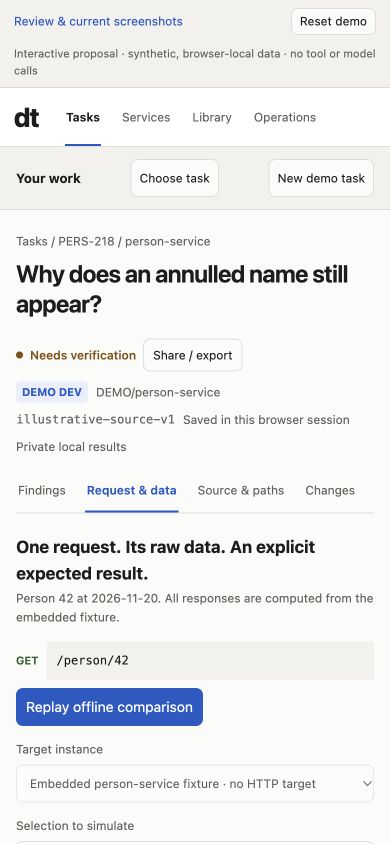 Review & current screenshots
Reset demo
Interactive proposal · synthetic, browser-local data · no tool or model
calls
dt
Tasks
Services
Library
Operations
Your work
Choose task
New demo task
Tasks / PERS-218 / person-service
Why does an annulled name still
appear?
Needs verification
Share / export
DEMO DEV
DEMO/person-service
illustrative-source-v1 Saved in this browser session
Private local results
Findings
Request & data
Source & paths
Changes
One request. Its raw data. An explicit
expected result.
Person 42 at 2026-11-20. All responses are computed from the
embedded fixture.
GET
/person/42
Replay offline comparison
Target instance
Embedded person-service fixture · no HTTP target
Selection to simulate